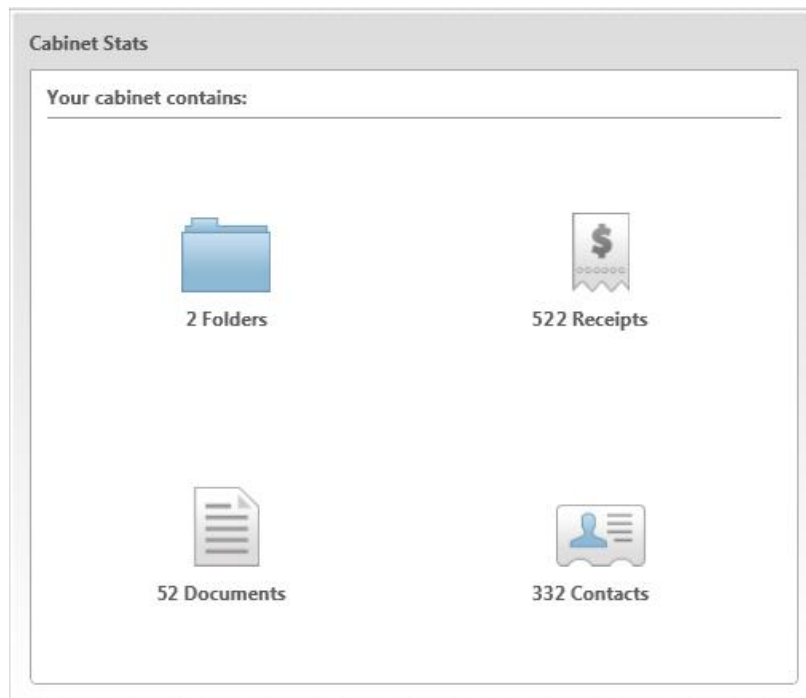 Cabinet Stats
Your cabinet contains:
$
2 Folders
522 Receipts
52 Documents
332 Contacts